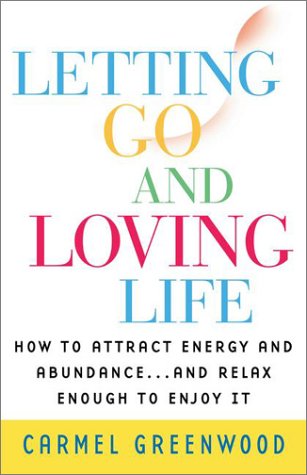 LETTING
GO
AND
LOVING
LIFE
HOW TO ATTRACT ENERGY AND
ABUNDANCE...AND RELAX
ENOUGH TO ENJOY IT
CARMEL GREENWOOD